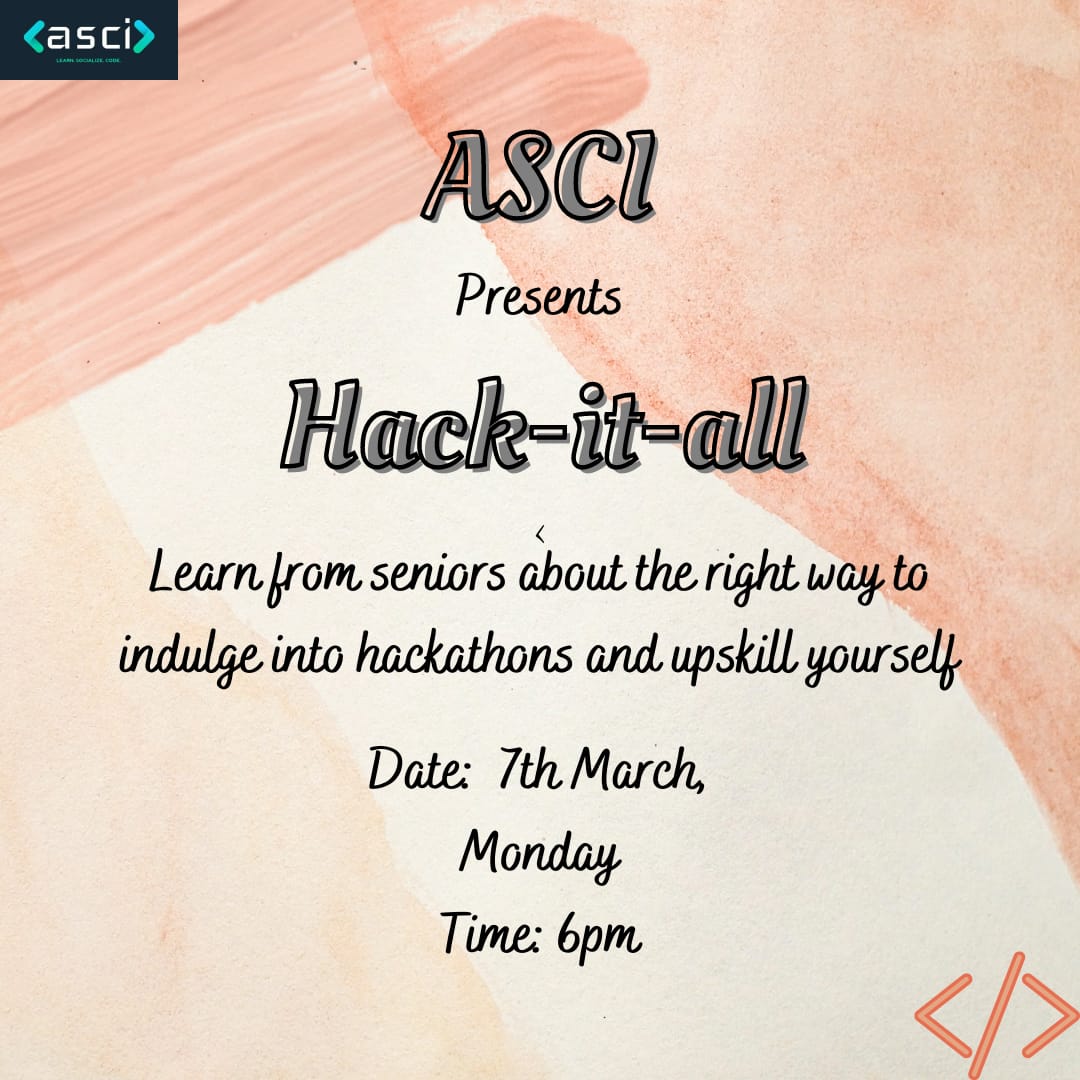 <asci>
LEARN. SOCIALIZE. CODE.
ASCI
Presents
Hack-it-all
<
Learn from seniors about the right way to
indulge into hackathons and upskill yourself
Date: 7th March,
Monday
Time: 6pm
</>